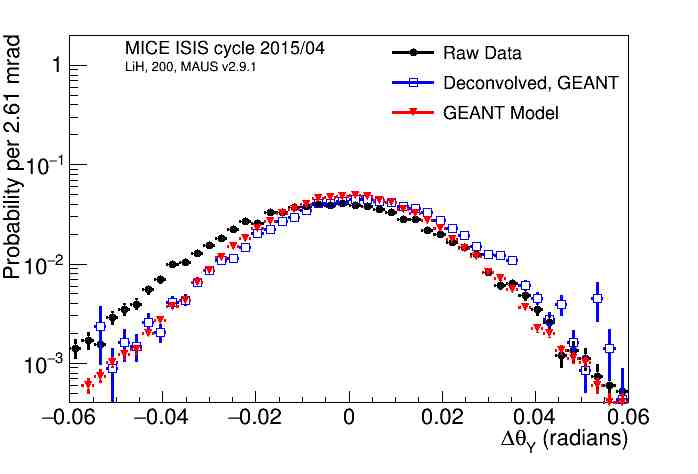 MICE ISIS cycle 2015/04
LiH, 200, MAUS v2.9.1
Raw Data
Deconvolved, GEANT
GEANT Model
Probability per 2.61 mrad
1
10⁻¹
10⁻²
10⁻³
−0.06 −0.04 −0.02 0 0.02 0.04 0.06
Δθ_Y (radians)